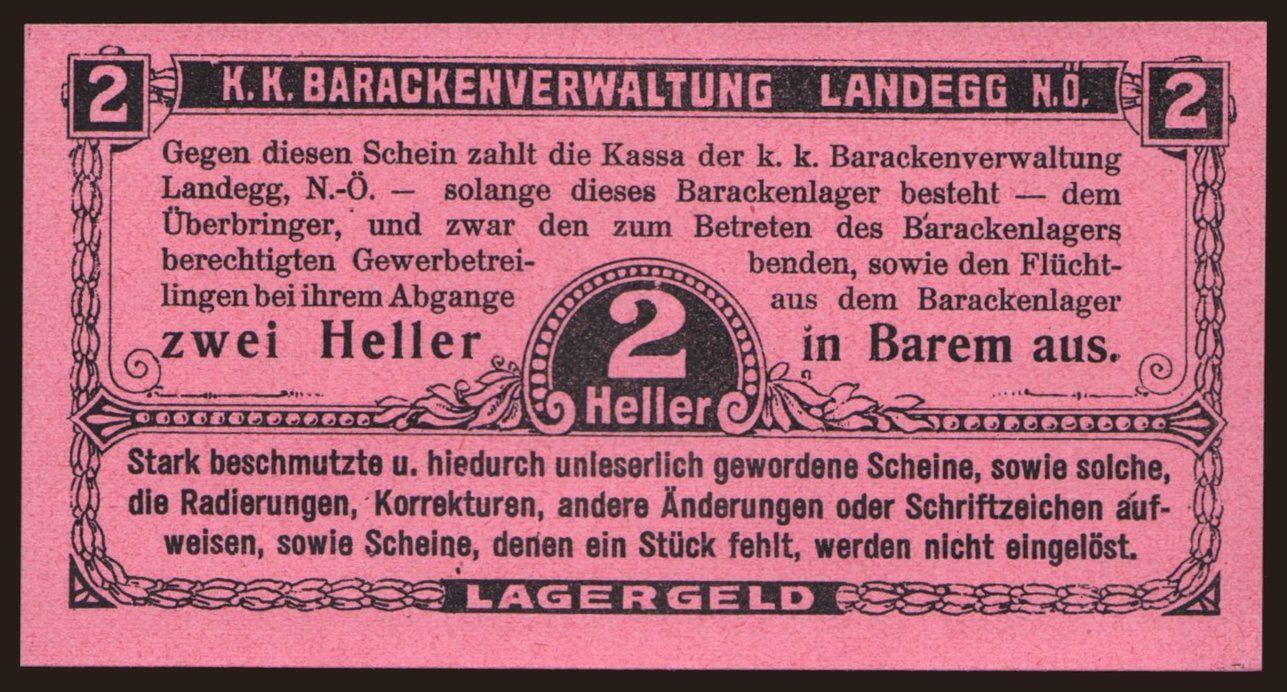 2 K. K. BARACKENVERWALTUNG LANDEGG N.Ö. 2
Gegen diesen Schein zahlt die Kassa der k. k. Barackenverwaltung
Landegg, N.-Ö. — solange dieses Barackenlager besteht — dem
Überbringer, und zwar den zum Betreten des Barackenlagers
berechtigten Gewerbetrei- benden, sowie den Flücht-
lingen bei ihrem Abgange aus dem Barackenlager
zwei Heller in Barem aus.
2
Heller
Stark beschmutzte u. hiedurch unleserlich gewordene Scheine, sowie solche,
die Radierungen, Korrekturen, andere Änderungen oder Schriftzeichen auf-
weisen, sowie Scheine, denen ein Stück fehlt, werden nicht eingelöst.
LAGERGELD